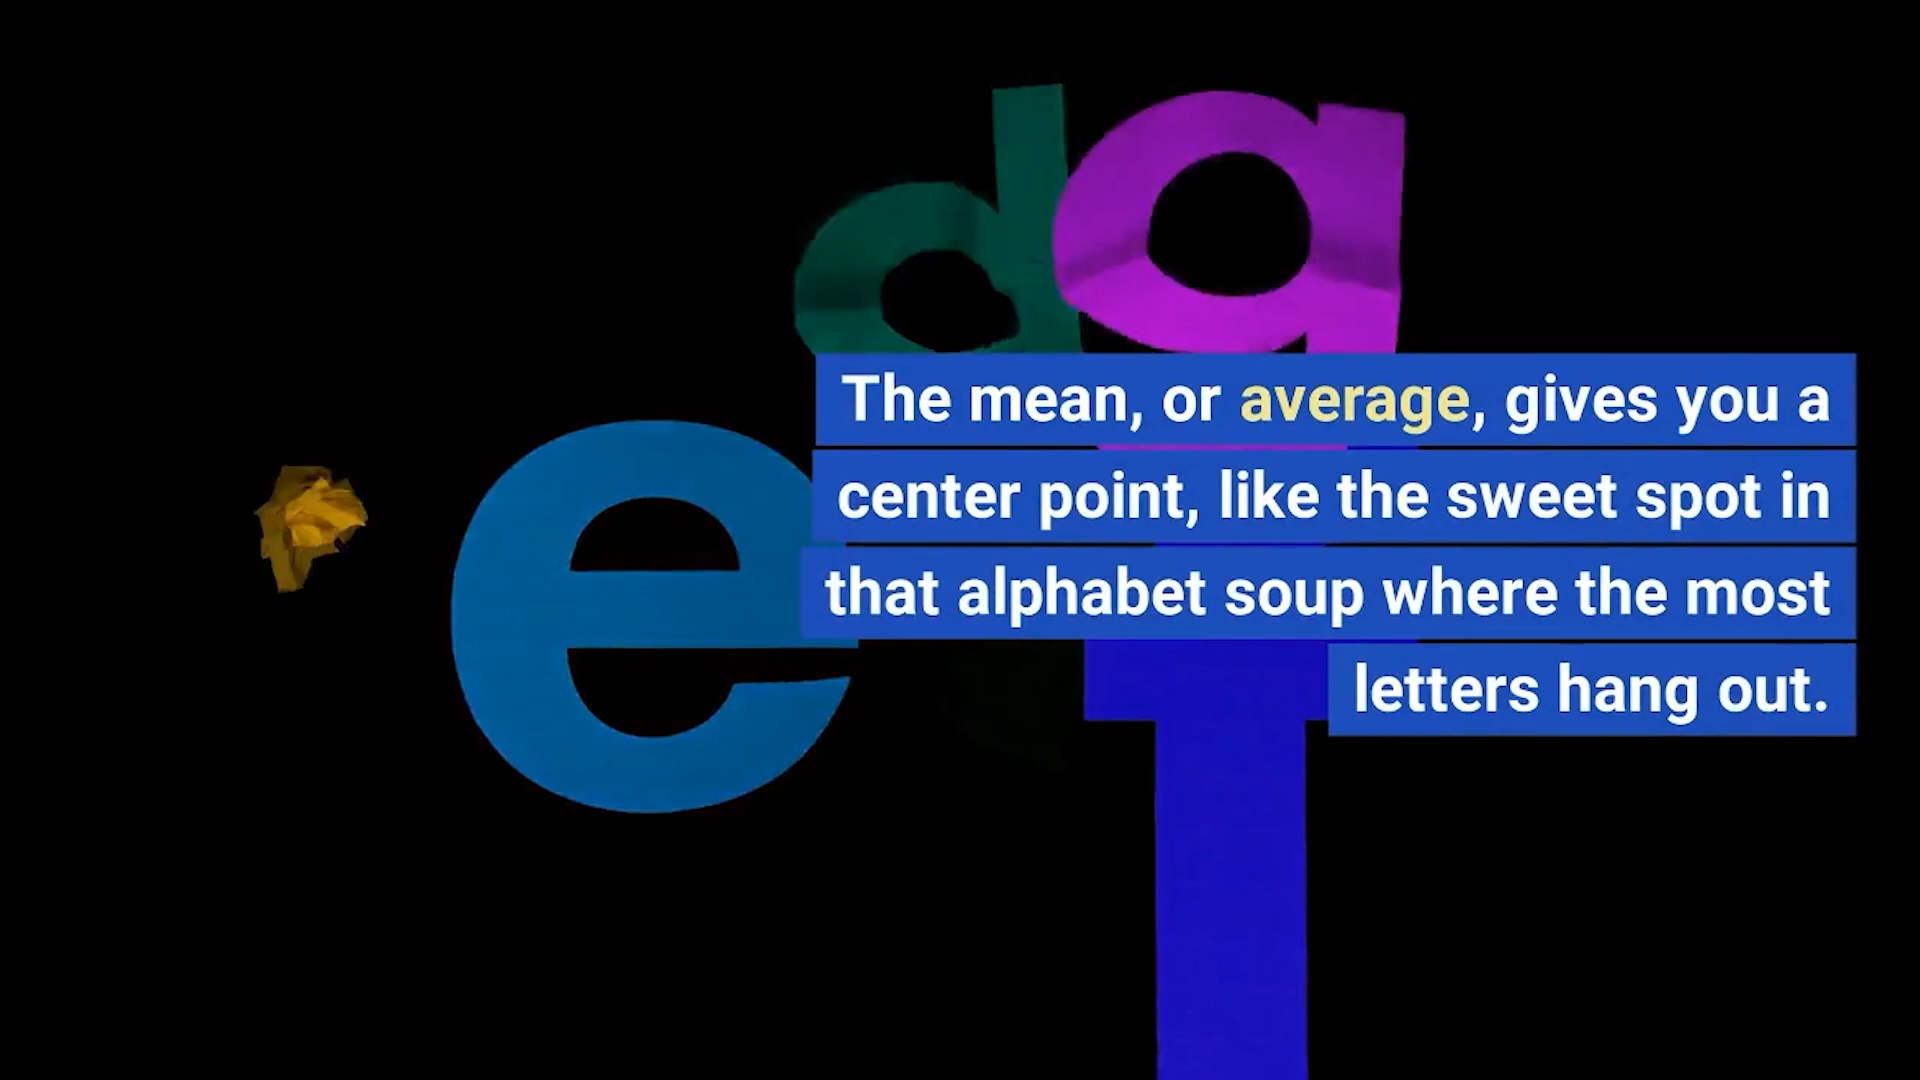 d q
The mean, or average, gives you a
center point, like the sweet spot in
e
that alphabet soup where the most
letters hang out.